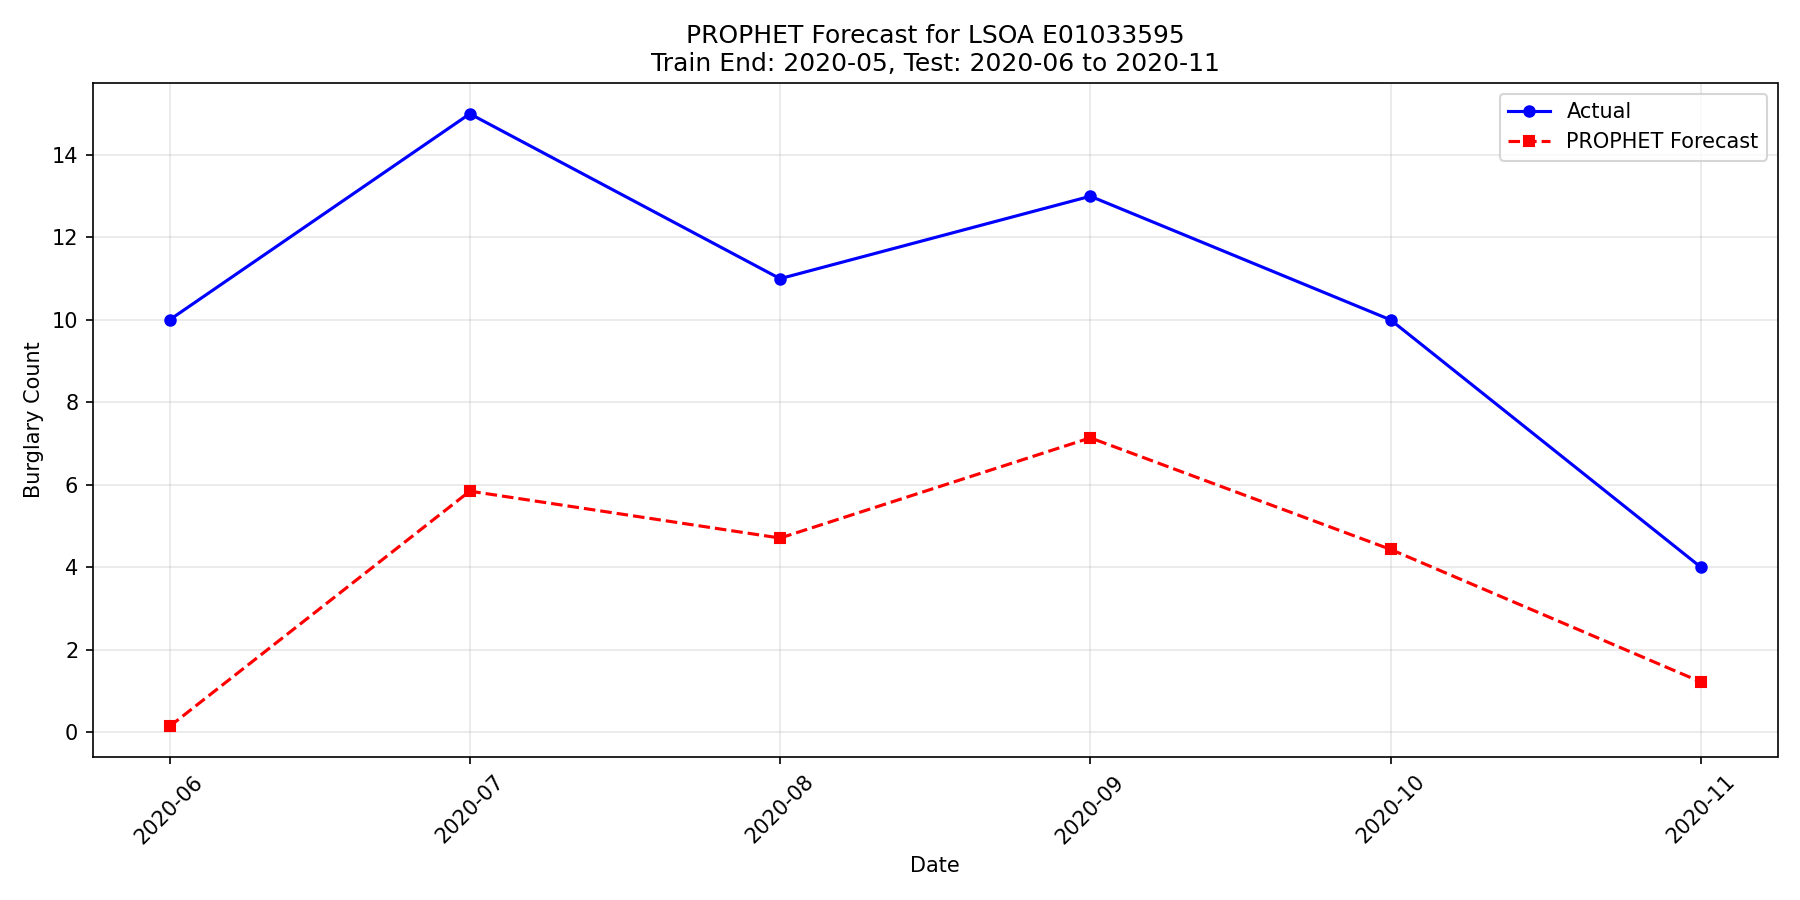 PROPHET Forecast for LSOA E01033595
Train End: 2020-05, Test: 2020-06 to 2020-11
Actual
PROPHET Forecast
Burglary Count
14
12
10
8
6
4
2
0
2020-06
2020-07
2020-08
2020-09
2020-10
2020-11
Date